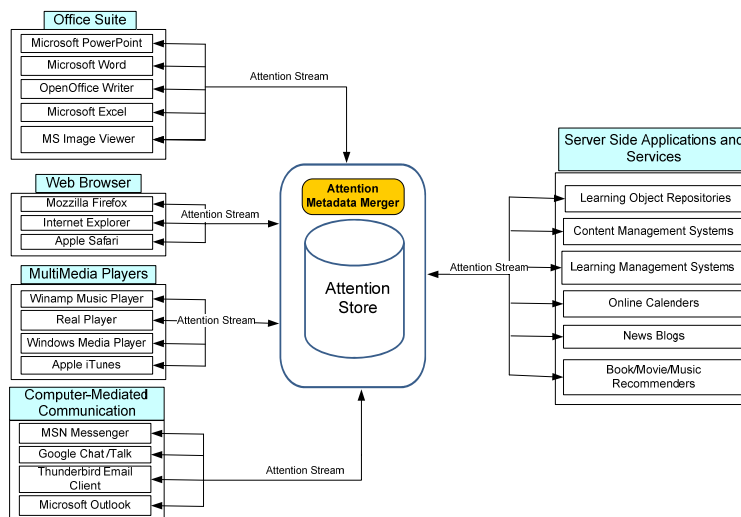 Office Suite
Microsoft PowerPoint
Microsoft Word
OpenOffice Writer
Microsoft Excel
MS Image Viewer
Attention Stream
Web Browser
Mozzilla Firefox
Internet Explorer
Apple Safari
Attention Stream
MultiMedia Players
Winamp Music Player
Real Player
Windows Media Player
Apple iTunes
Attention Stream
Computer-Mediated
Communication
MSN Messenger
Google Chat/Talk
Thunderbird Email
Client
Microsoft Outlook
Attention Stream
Attention
Metadata Merger
Attention
Store
Attention Stream
Server Side Applications and
Services
Learning Object Repositories
Content Management Systems
Learning Management Systems
Online Calenders
News Blogs
Book/Movie/Music
Recommenders